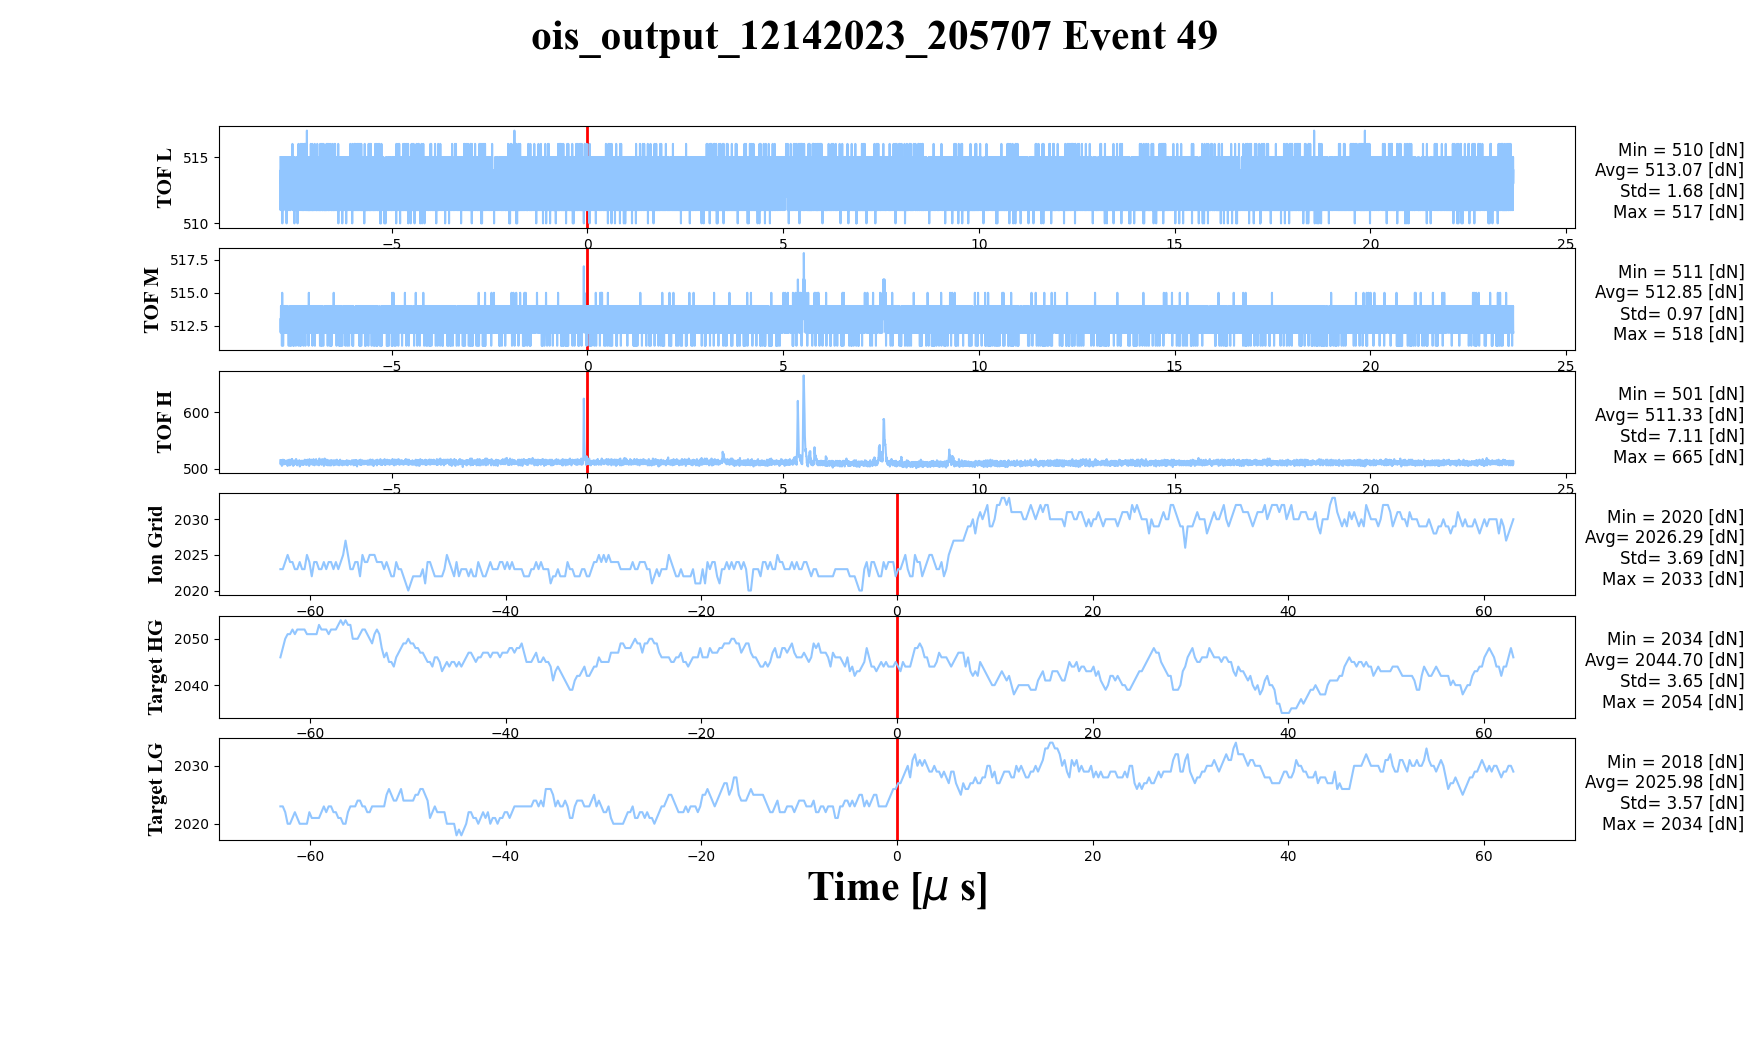 ois_output_12142023_205707 Event 49
TOF L
515
510
−5
0
5
10
15
20
25
Min = 510 [dN]
Avg= 513.07 [dN]
Std= 1.68 [dN]
Max = 517 [dN]
TOF M
517.5
515.0
512.5
−5
0
5
10
15
20
25
Min = 511 [dN]
Avg= 512.85 [dN]
Std= 0.97 [dN]
Max = 518 [dN]
TOF H
600
500
−5
0
5
10
15
20
25
Min = 501 [dN]
Avg= 511.33 [dN]
Std= 7.11 [dN]
Max = 665 [dN]
Ion Grid
2030
2025
2020
−60
−40
−20
0
20
40
60
Min = 2020 [dN]
Avg= 2026.29 [dN]
Std= 3.69 [dN]
Max = 2033 [dN]
Target HG
2050
2040
−60
−40
−20
0
20
40
60
Min = 2034 [dN]
Avg= 2044.70 [dN]
Std= 3.65 [dN]
Max = 2054 [dN]
Target LG
2030
2020
−60
−40
−20
0
20
40
60
Min = 2018 [dN]
Avg= 2025.98 [dN]
Std= 3.57 [dN]
Max = 2034 [dN]
Time [μ s]